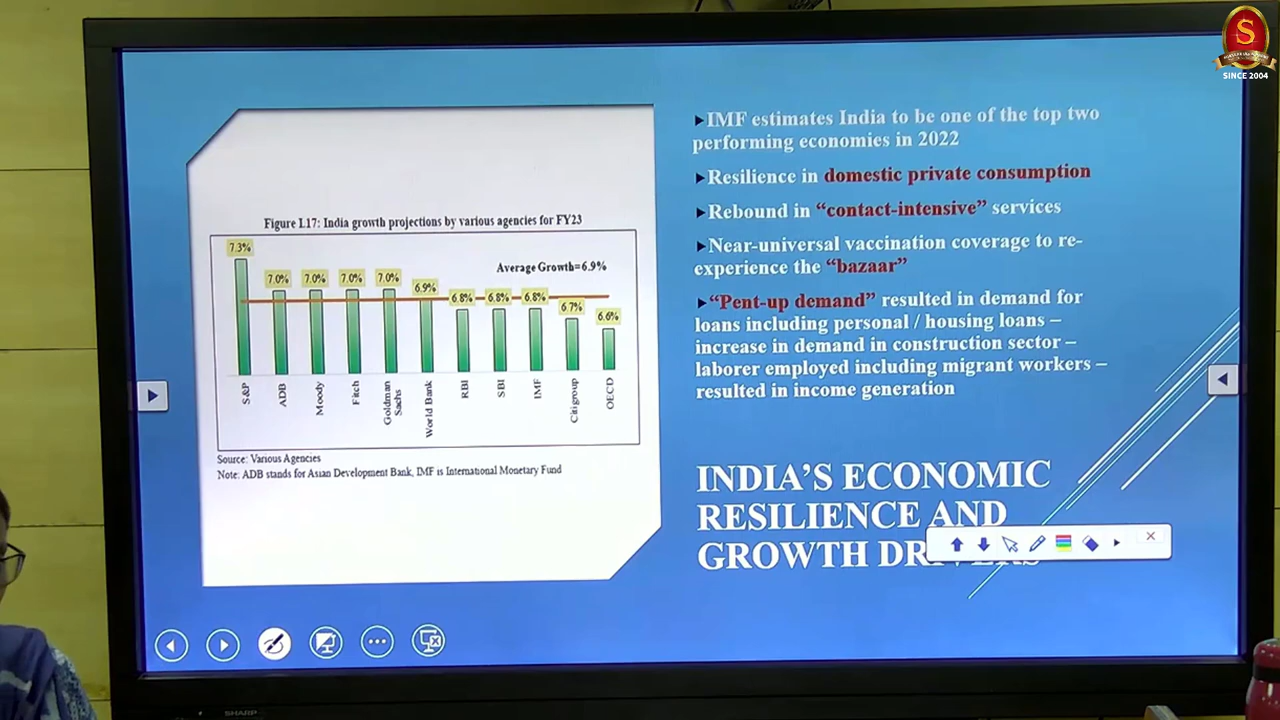 S
SINCE 2004
Figure I.17: India growth projections by various agencies for FY23
Average Growth=6.9%
7.3%
7.0%
7.0%
7.0%
7.0%
6.9%
6.8%
6.8%
6.8%
6.7%
6.6%
S&P
ADB
Moody
Fitch
Goldman
Sachs
World Bank
RBI
SBI
IMF
Citigroup
OECD
Source: Various Agencies
Note: ADB stands for Asian Development Bank, IMF is International Monetary Fund
IMF estimates India to be one of the top two
performing economies in 2022
Resilience in domestic private consumption
Rebound in “contact-intensive” services
Near-universal vaccination coverage to re-
experience the “bazaar”
“Pent-up demand” resulted in demand for
loans including personal / housing loans –
increase in demand in construction sector –
laborer employed including migrant workers –
resulted in income generation
INDIA’S ECONOMIC
RESILIENCE AND
GROWTH DRIVERS
SHARP